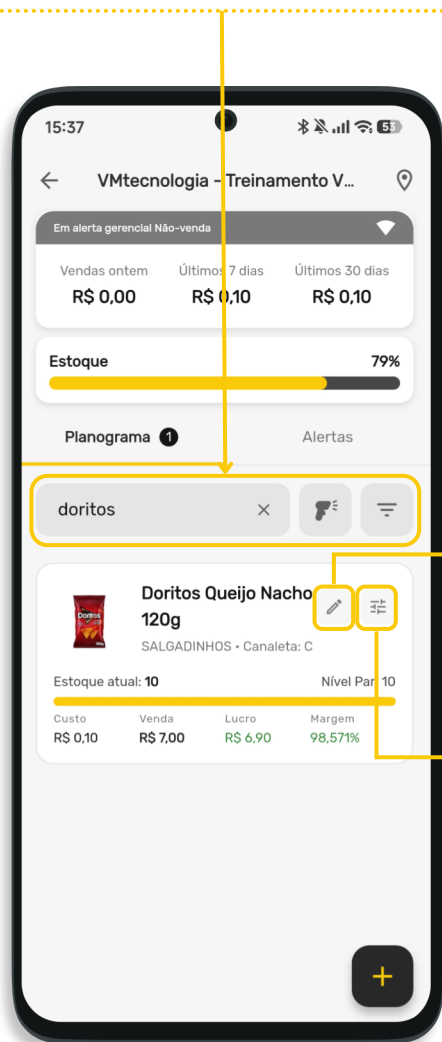 15:37
53
VMtecnologia - Treinamento V...
Em alerta gerencial Não-venda
Vendas ontem Últimos 7 dias Últimos 30 dias
R$ 0,00 R$ 0,10 R$ 0,10
Estoque 79%
Planograma 1 Alertas
doritos
Doritos Queijo Nacho
120g
SALGADINHOS • Canaleta: C
Doritos
Estoque atual: 10 Nível Par: 10
Custo Venda Lucro Margem
R$ 0,10 R$ 7,00 R$ 6,90 98,571%